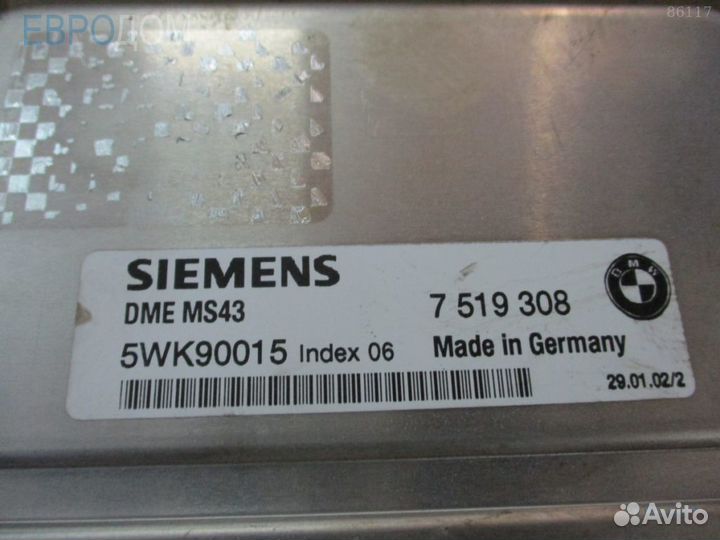 ЕВРОДОМ
86117
SIEMENS
DME MS43
7 519 308
BMW
5WK90015 Index 06
Made in Germany
29.01.02/2
Avito